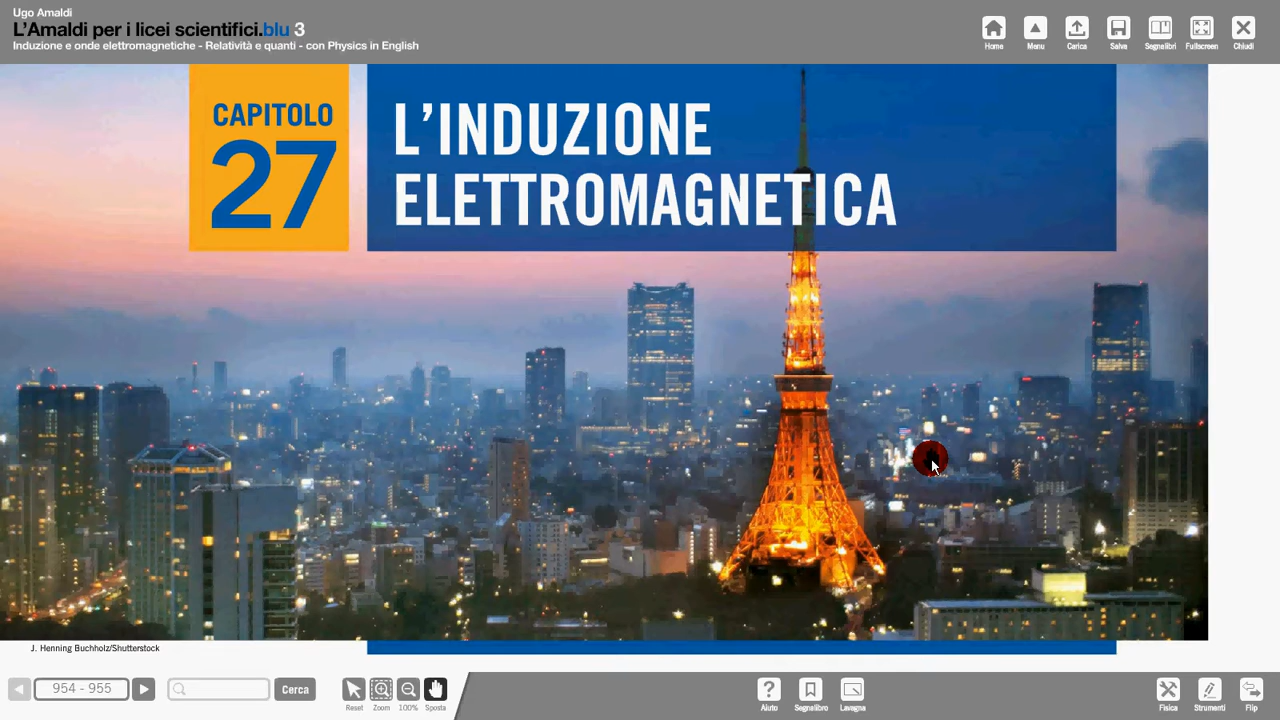 Ugo Amaldi
L'Amaldi per i licei scientifici.blu 3
Induzione e onde elettromagnetiche - Relatività e quanti - con Physics in English
Home
Menu
Carica
Salva
Segnalibri
Fullscreen
Chiudi
CAPITOLO
27
L'INDUZIONE
ELETTROMAGNETICA
J. Henning Buchholz/Shutterstock
954 - 955
Cerca
Reset
Zoom
100%
Sposta
Aiuto
Segnalibro
Lavagna
Fisica
Strumenti
Flip